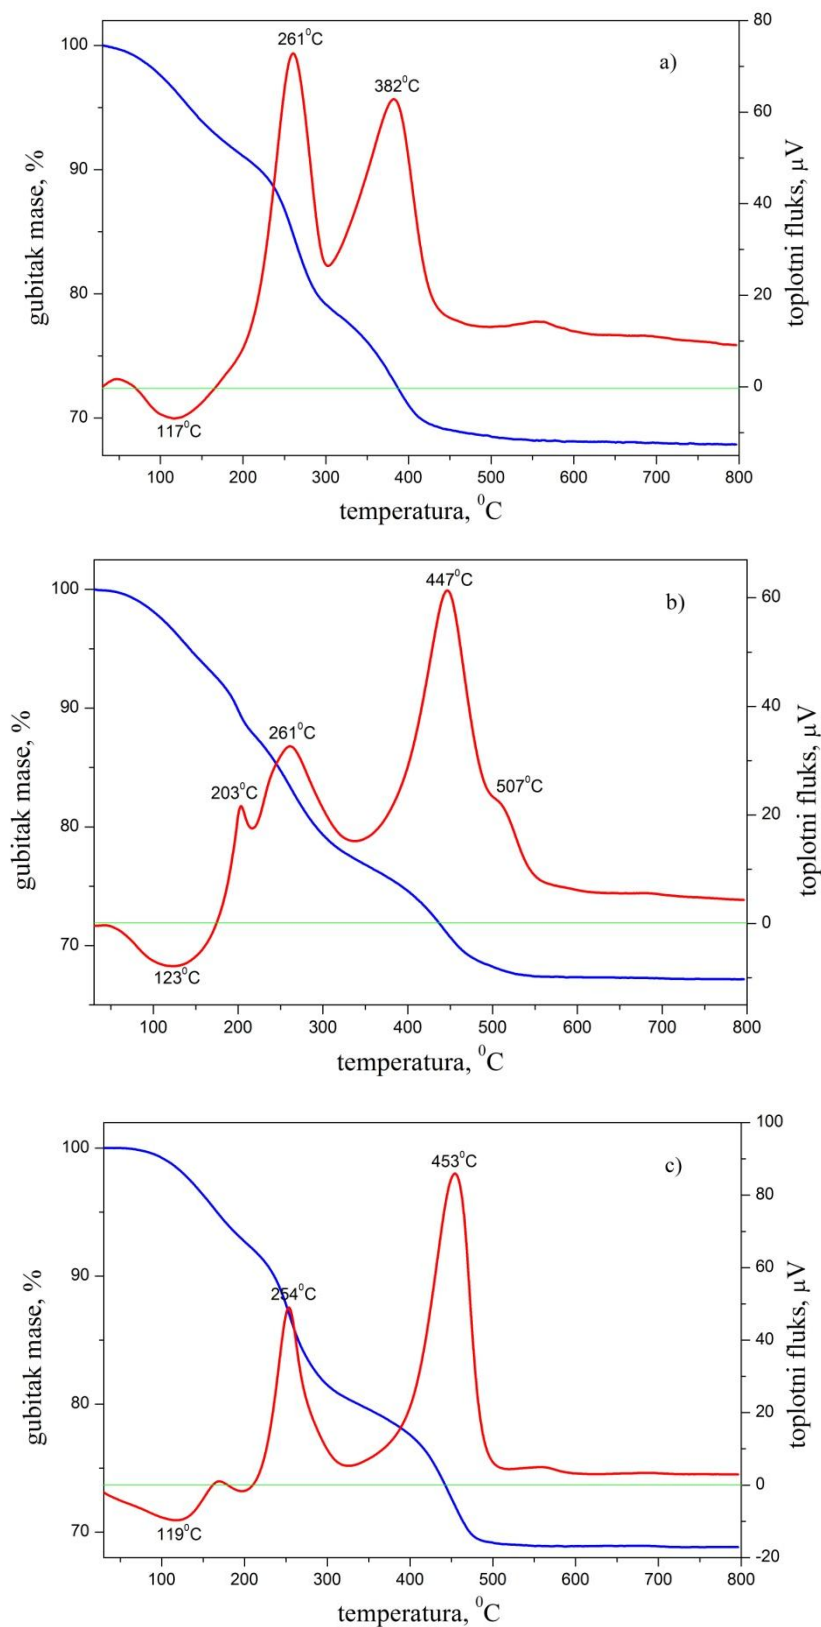 261⁰C
a)
382⁰C
117⁰C
gubitak mase, %
100
90
80
70
toplotni fluks, μV
80
60
40
20
0
100 200 300 400 500 600 700 800
temperatura, ⁰C
447⁰C
b)
261⁰C
203⁰C
507⁰C
123⁰C
gubitak mase, %
100
90
80
70
toplotni fluks, μV
60
40
20
0
100 200 300 400 500 600 700 800
temperatura, ⁰C
453⁰C
c)
254⁰C
119⁰C
gubitak mase, %
100
90
80
70
toplotni fluks, μV
100
80
60
40
20
0
-20
100 200 300 400 500 600 700 800
temperatura, ⁰C